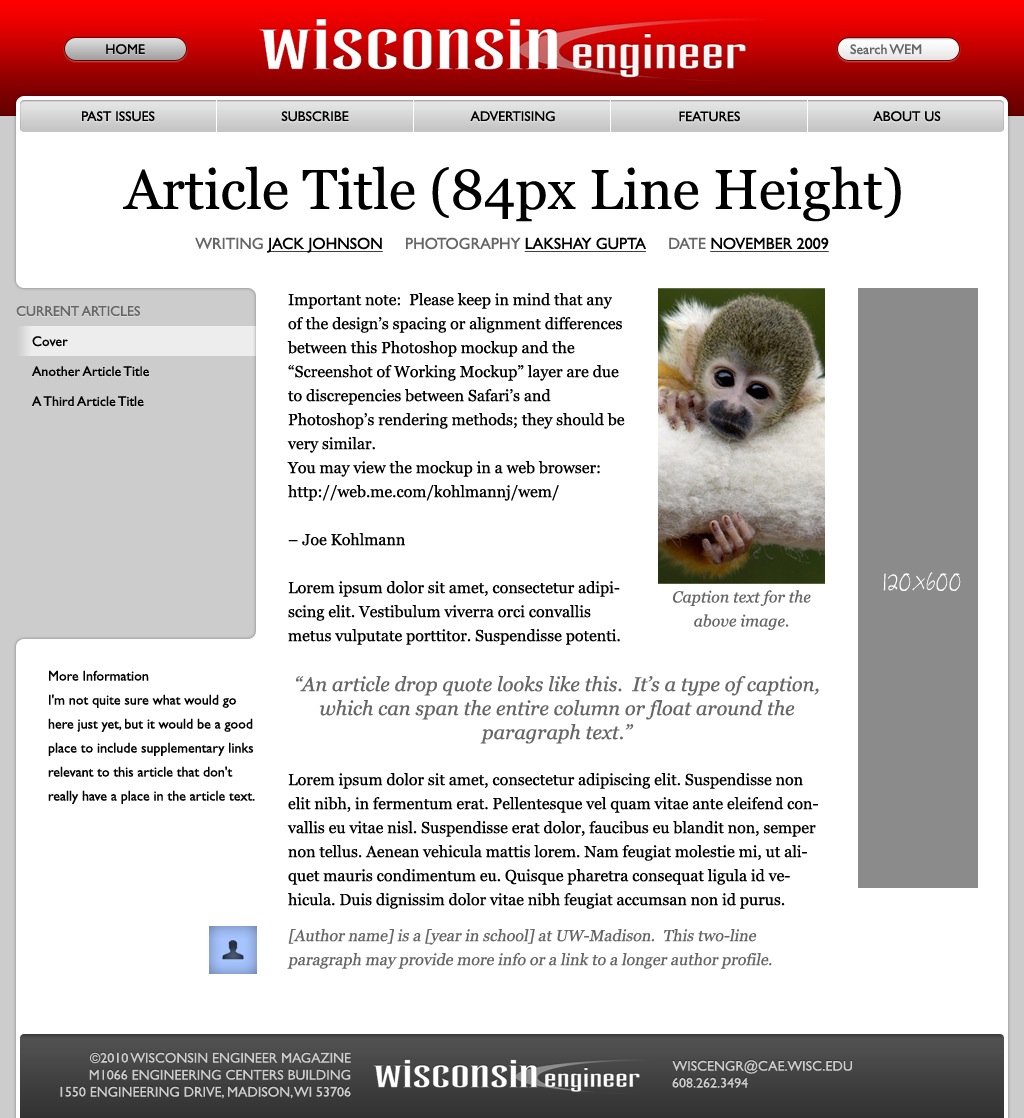 HOME
wisconsin engineer
Search WEM
PAST ISSUES
SUBSCRIBE
ADVERTISING
FEATURES
ABOUT US
Article Title (84px Line Height)
WRITING JACK JOHNSON PHOTOGRAPHY LAKSHAY GUPTA DATE NOVEMBER 2009
CURRENT ARTICLES
Cover
Another Article Title
A Third Article Title
More Information
I'm not quite sure what would go
here just yet, but it would be a good
place to include supplementary links
relevant to this article that don't
really have a place in the article text.
Important note:  Please keep in mind that any
of the design’s spacing or alignment differences
between this Photoshop mockup and the
“Screenshot of Working Mockup” layer are due
to discrepencies between Safari’s and
Photoshop’s rendering methods; they should be
very similar.
You may view the mockup in a web browser:
http://web.me.com/kohlmannj/wem/
– Joe Kohlmann
Lorem ipsum dolor sit amet, consectetur adipi-
scing elit. Vestibulum viverra orci convallis
metus vulputate porttitor. Suspendisse potenti.
Caption text for the
above image.
“An article drop quote looks like this.  It’s a type of caption,
which can span the entire column or float around the
paragraph text.”
Lorem ipsum dolor sit amet, consectetur adipiscing elit. Suspendisse non
elit nibh, in fermentum erat. Pellentesque vel quam vitae ante eleifend con-
vallis eu vitae nisl. Suspendisse erat dolor, faucibus eu blandit non, semper
non tellus. Aenean vehicula mattis lorem. Nam feugiat molestie mi, ut ali-
quet mauris condimentum eu. Quisque pharetra consequat ligula id ve-
hicula. Duis dignissim dolor vitae nibh feugiat accumsan non id purus.
[Author name] is a [year in school] at UW-Madison.  This two-line
paragraph may provide more info or a link to a longer author profile.
120x600
©2010 WISCONSIN ENGINEER MAGAZINE
M1066 ENGINEERING CENTERS BUILDING
1550 ENGINEERING DRIVE, MADISON, WI 53706
wisconsin engineer
WISCENGR@CAE.WISC.EDU
608.262.3494